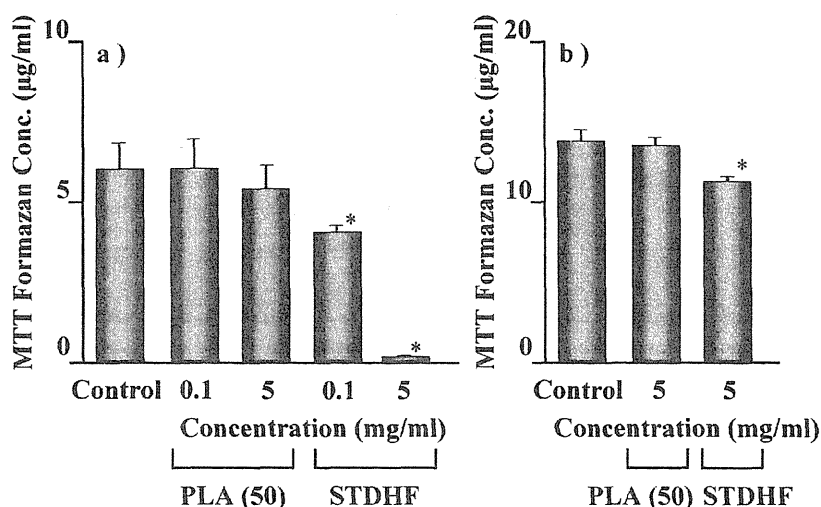 a )
MTT Formazan Conc. (μg/ml)
10
5
0
*
*
Control 0.1 5 0.1 5
Concentration (mg/ml)
PLA (50) STDHF
b )
MTT Formazan Conc. (μg/ml)
20
10
0
*
Control 5 5
Concentration (mg/ml)
PLA (50) STDHF